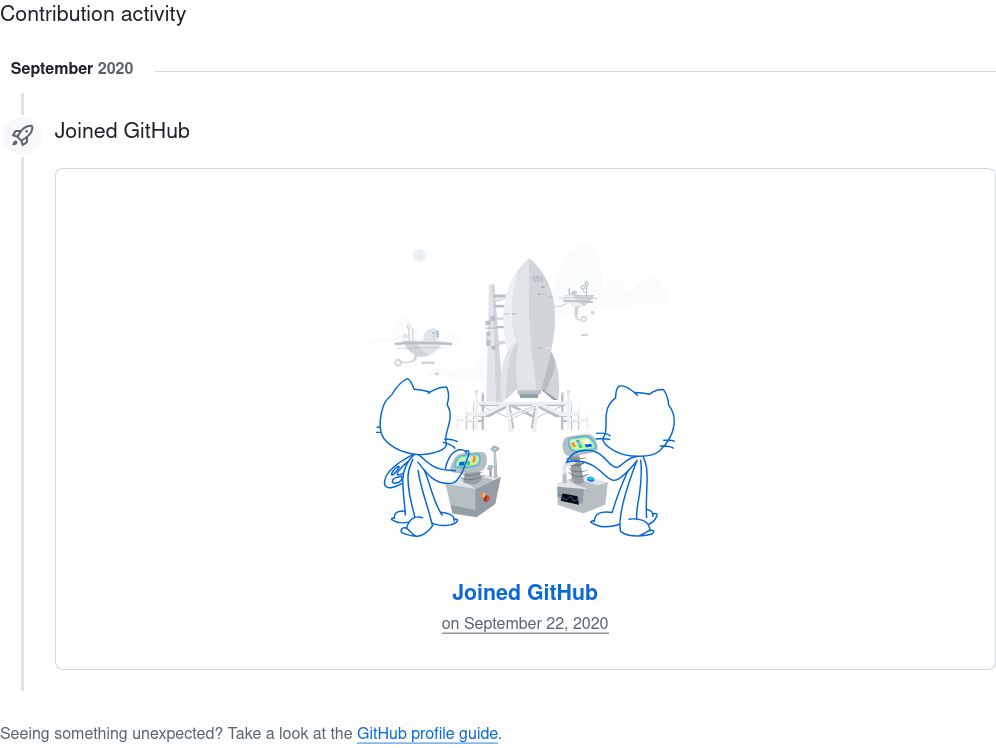 Contribution activity
September 2020
Joined GitHub
Joined GitHub
on September 22, 2020
Seeing something unexpected? Take a look at the GitHub profile guide.